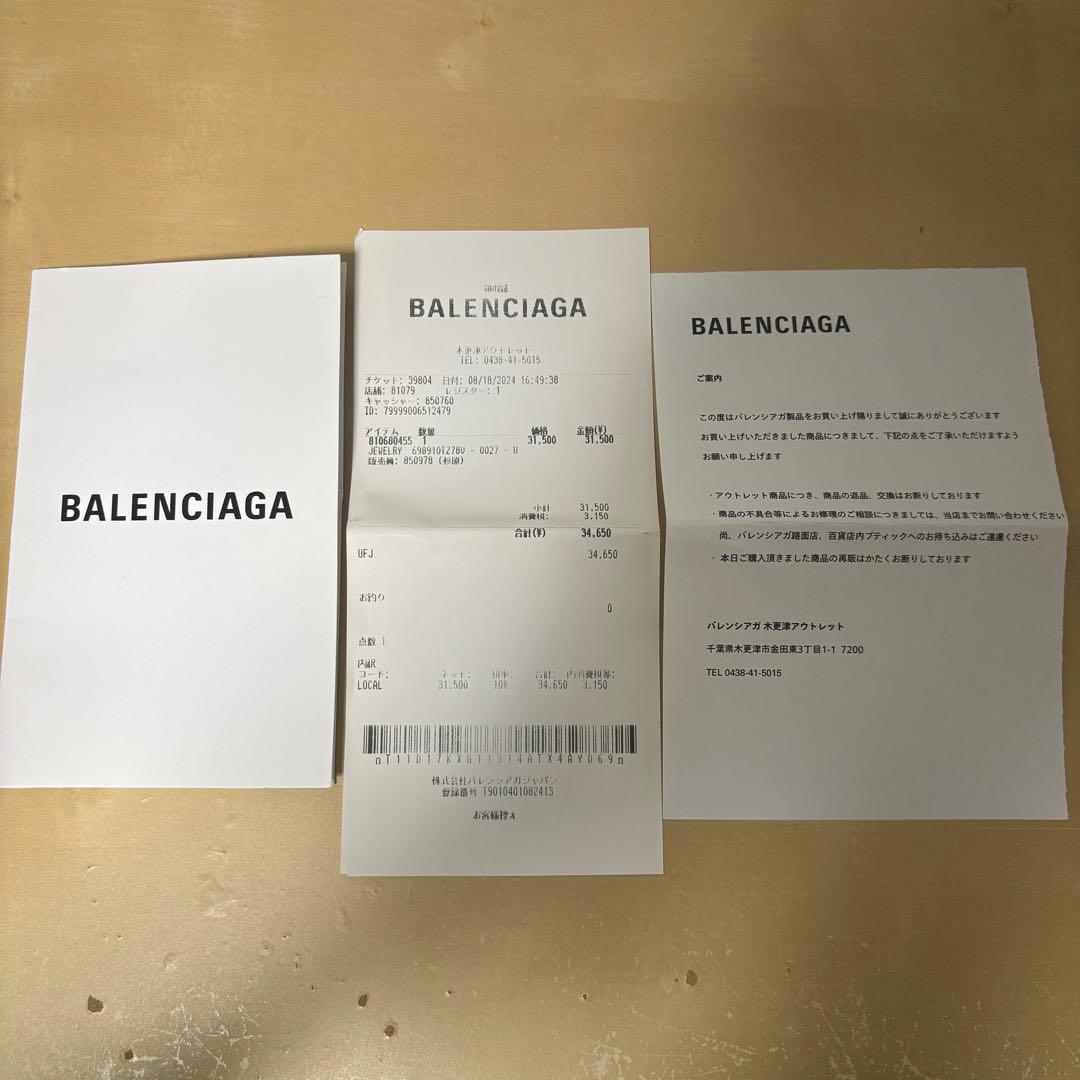 BALENCIAGA
領収証
BALENCIAGA
木更津アウトレット
TEL: 0438-41-5015
チケット: 39804 日付: 08/18/2024 16:49:38
店舗: 81079 レジスター: 1
キャッシャー: 850760
ID: 79999006512479
アイテム 数量 価格 金額(¥)
810680455 1 31,500 31,500
JEWELRY 698910TZ78V - 0027 - U
販売員: 850978 (杉原)
小計 31,500
消費税: 3,150
合計(¥) 34,650
UFJ 34,650
お釣り
0
点数 1
内訳
コード: ネット: 税率: 合計: 内消費税等:
LOCAL 31,500 10% 34,650 3,150
T11D17KXG11314ATX4AYD69
株式会社バレンシアガジャパン
登録番号 T9010401082413
お客様控え
BALENCIAGA
ご案内
この度はバレンシアガ製品をお買い上げ賜りまして誠にありがとうございます
お買い上げいただきました商品につきまして、下記の点をご了承いただけますよう
お願い申し上げます
・アウトレット商品につき、商品の返品、交換はお断りしております
・商品の不具合等によるお修理のご相談につきましては、当店までお問い合わせください
尚、バレンシアガ路面店、百貨店内ブティックへのお持ち込みはご遠慮ください
・本日ご購入頂きました商品の再販はかたくお断りしております
バレンシアガ 木更津アウトレット
千葉県木更津市金田東3丁目1-1 7200
TEL 0438-41-5015